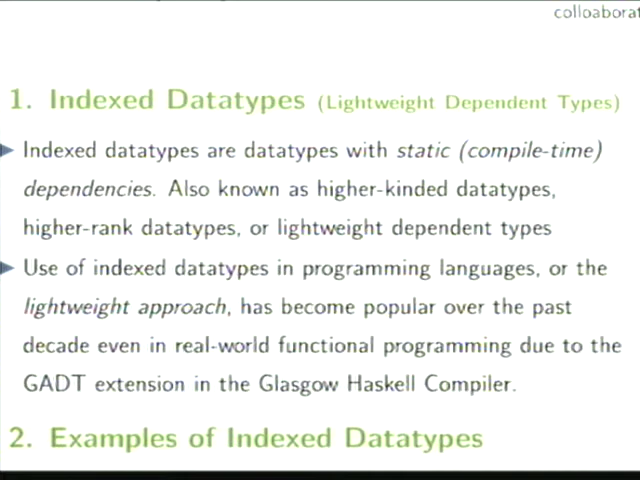 colloaborat
1. Indexed Datatypes (Lightweight Dependent Types)
Indexed datatypes are datatypes with static (compile-time)
dependencies. Also known as higher-kinded datatypes,
higher-rank datatypes, or lightweight dependent types
Use of indexed datatypes in programming languages, or the
lightweight approach, has become popular over the past
decade even in real-world functional programming due to the
GADT extension in the Glasgow Haskell Compiler.
2. Examples of Indexed Datatypes